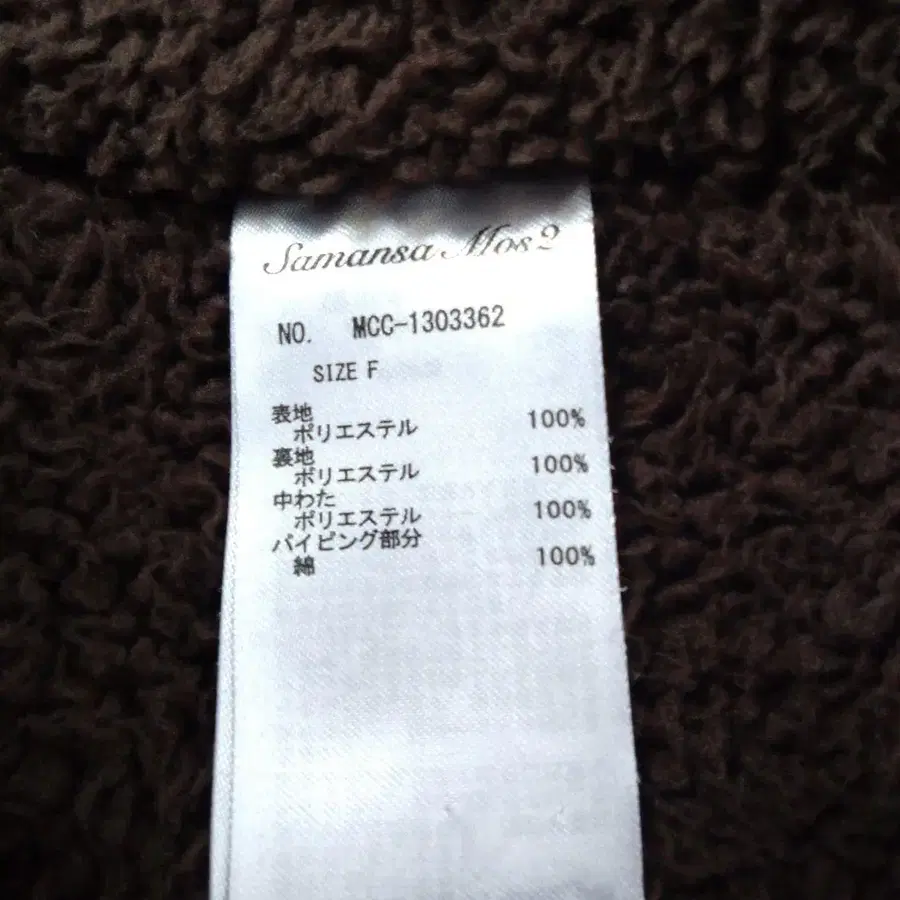 Samansa Mos2
NO. MCC-1303362
SIZE F
表地
ポリエステル 100%
裏地
ポリエステル 100%
中わた
ポリエステル 100%
パイピング部分
綿 100%